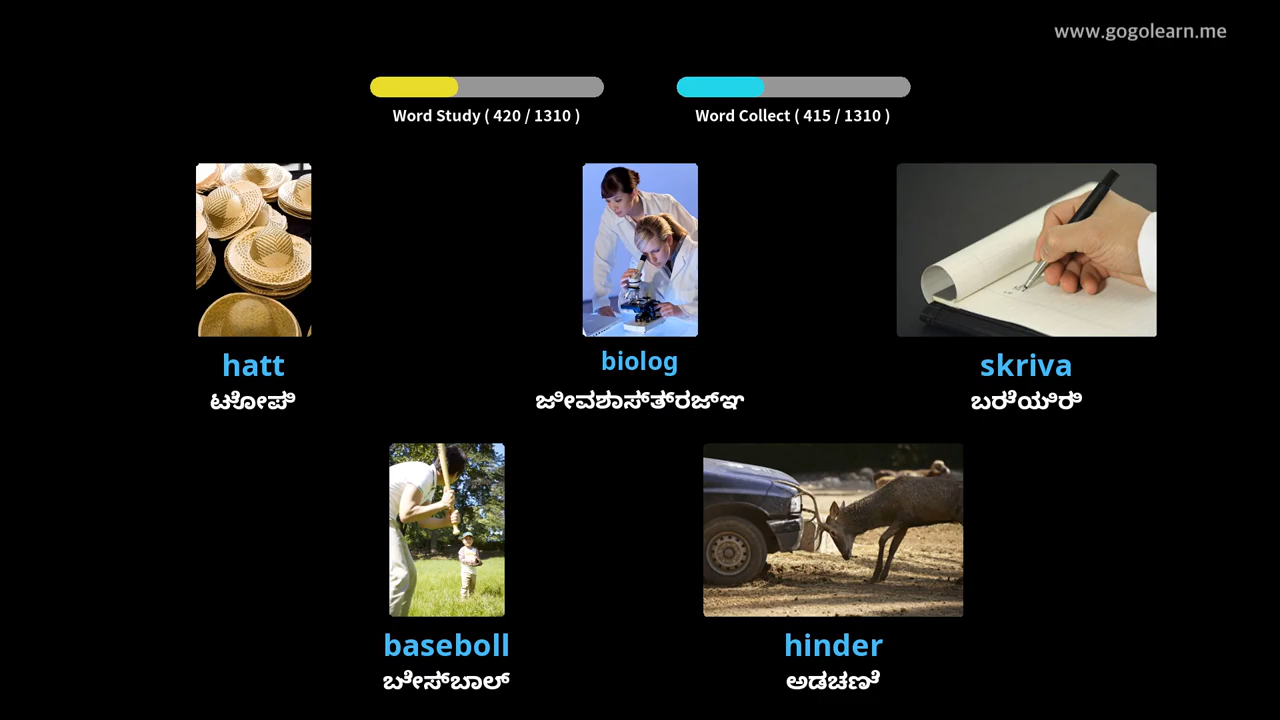 www.gogolearn.me
Word Study ( 420 / 1310 )
Word Collect ( 415 / 1310 )
hatt
ಟೋಪಿ
biolog
ಜೀವಶಾಸ್ತ್ರಜ್ಞ
skriva
ಬರೆಯಿರಿ
baseboll
ಬೇಸ್‌ಬಾಲ್
hinder
ಅಡಚಣೆ